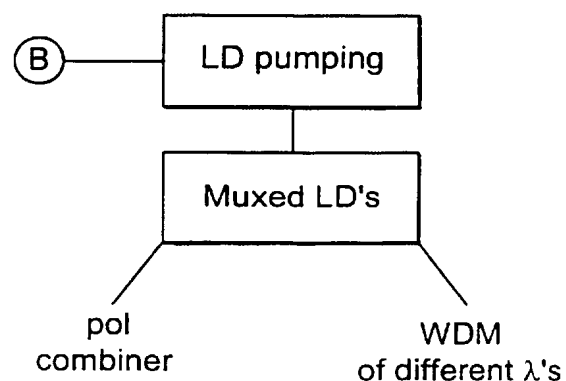 B
LD pumping
Muxed LD's
pol
combiner
WDM
of different λ's